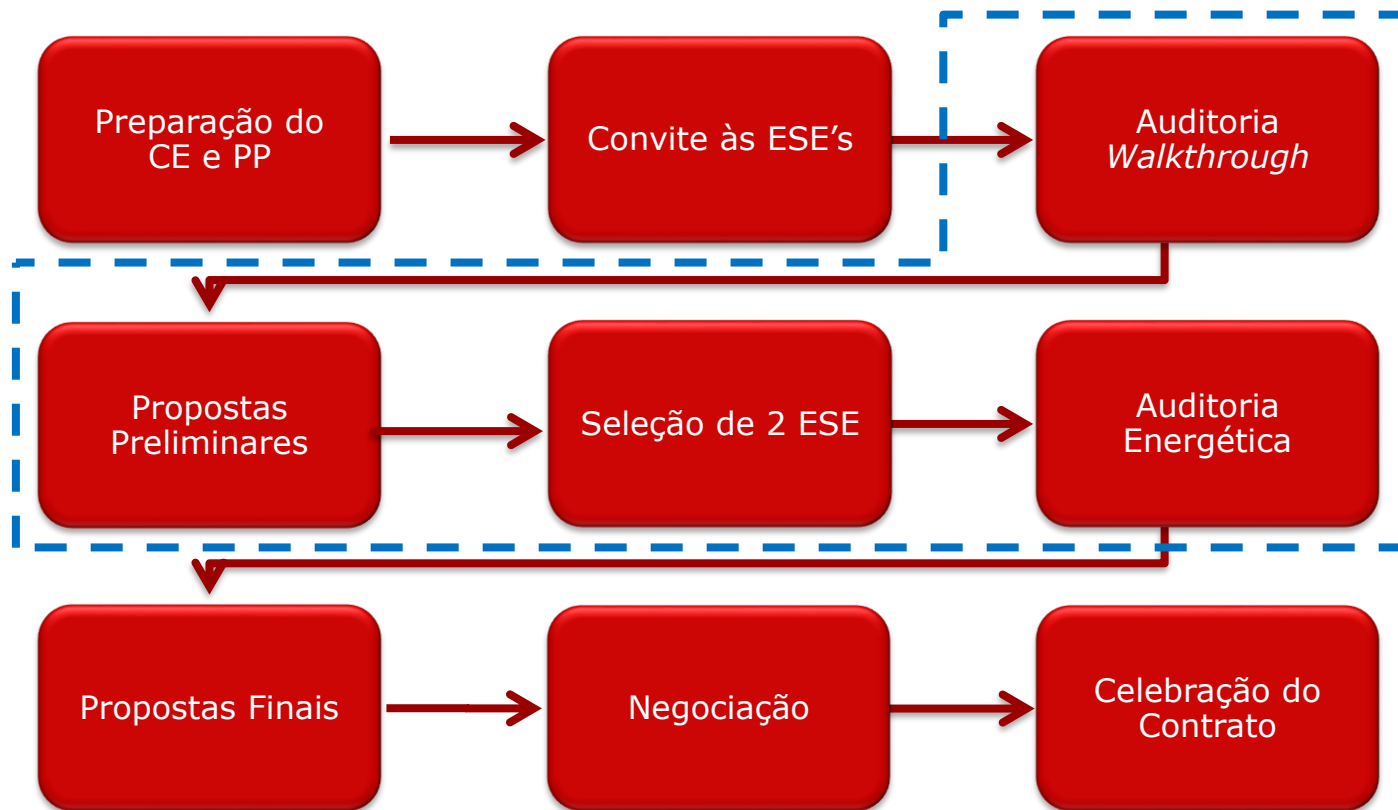 Preparação do
CE e PP
Convite às ESE’s
Auditoria
Walkthrough
Propostas
Preliminares
Seleção de 2 ESE
Auditoria
Energética
Propostas Finais
Negociação
Celebração do
Contrato